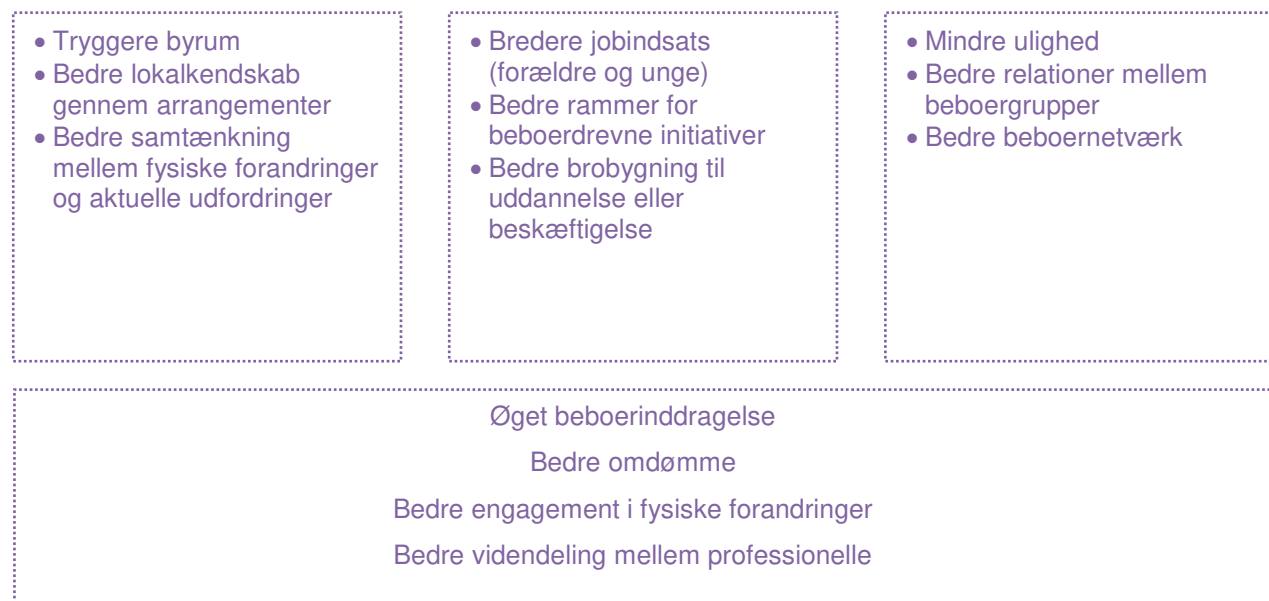 • Tryggere byrum
• Bedre lokalkendskab
gennem arrangementer
• Bedre samtænkning
mellem fysiske forandringer
og aktuelle udfordringer
• Bredere jobindsats
(forældre og unge)
• Bedre rammer for
beboerdrevne initiativer
• Bedre brobygning til
uddannelse eller
beskæftigelse
• Mindre ulighed
• Bedre relationer mellem
beboergrupper
• Bedre beboernetværk
Øget beboerinddragelse
Bedre omdømme
Bedre engagement i fysiske forandringer
Bedre videndeling mellem professionelle